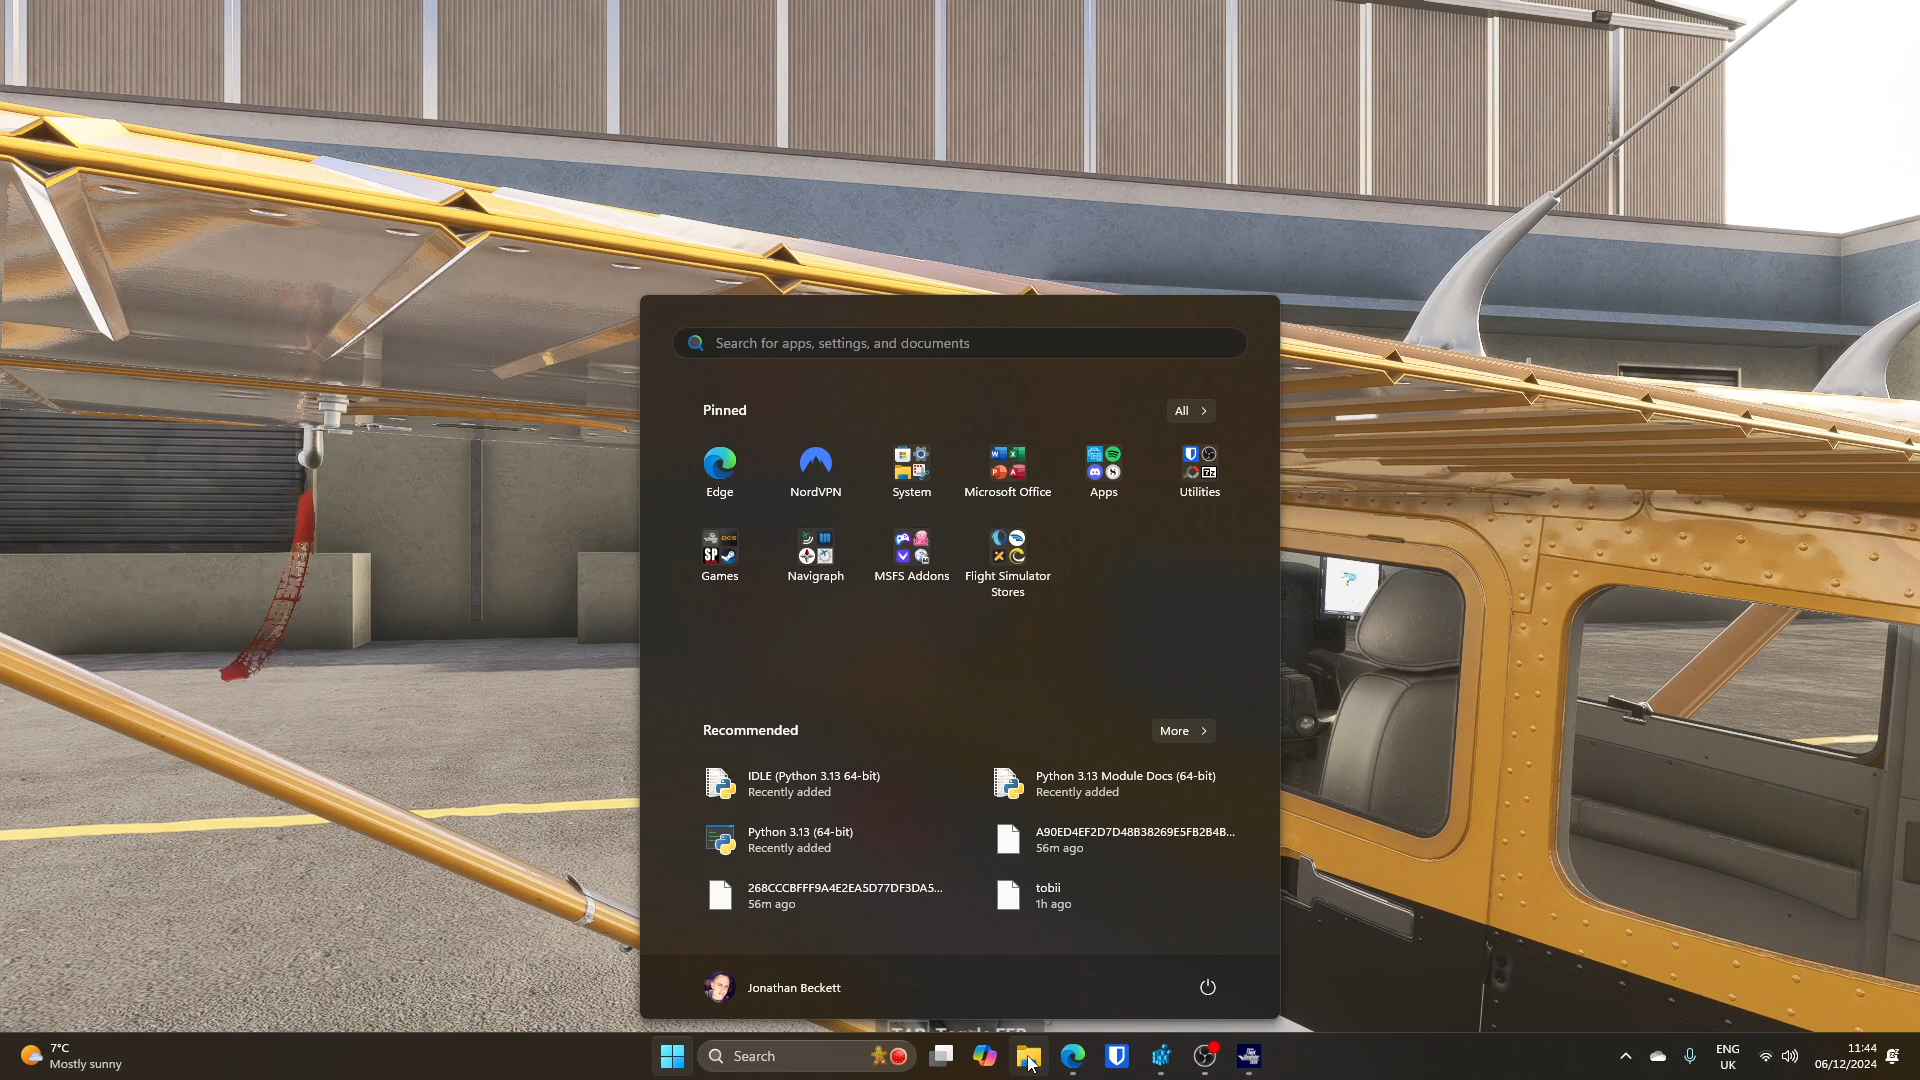 Search for apps, settings, and documents
Pinned
All
Edge
NordVPN
System
Microsoft Office
Apps
Utilities
DCS
SP
7z
Games
Navigraph
MSFS Addons
Flight Simulator
Stores
Recommended
More
IDLE (Python 3.13 64-bit)
Recently added
Python 3.13 Module Docs (64-bit)
Recently added
Python 3.13 (64-bit)
Recently added
A90ED4EF2D7D48B38269E5FB2B4B...
56m ago
268CCCBFFF9A4E2EA5D77DF3DA5...
56m ago
tobii
1h ago
Jonathan Beckett
7°C
Mostly sunny
Search
ENG
UK
11:44
06/12/2024